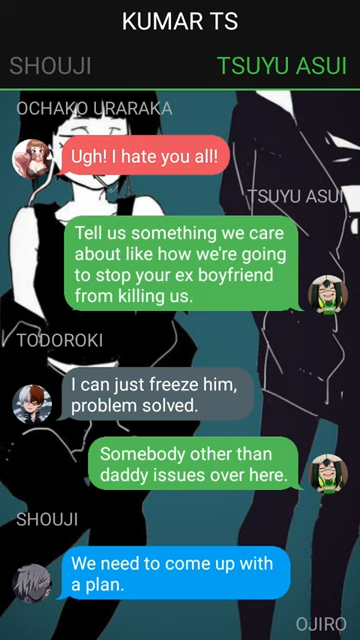 KUMAR TS
SHOUJI
TSUYU ASUI
OCHAKO URARAKA
Ugh! I hate you all!
TSUYU ASUI
Tell us something we care
about like how we're going
to stop your ex boyfriend
from killing us.
TODOROKI
I can just freeze him,
problem solved.
Somebody other than
daddy issues over here.
SHOUJI
We need to come up with
a plan.
OJIRO